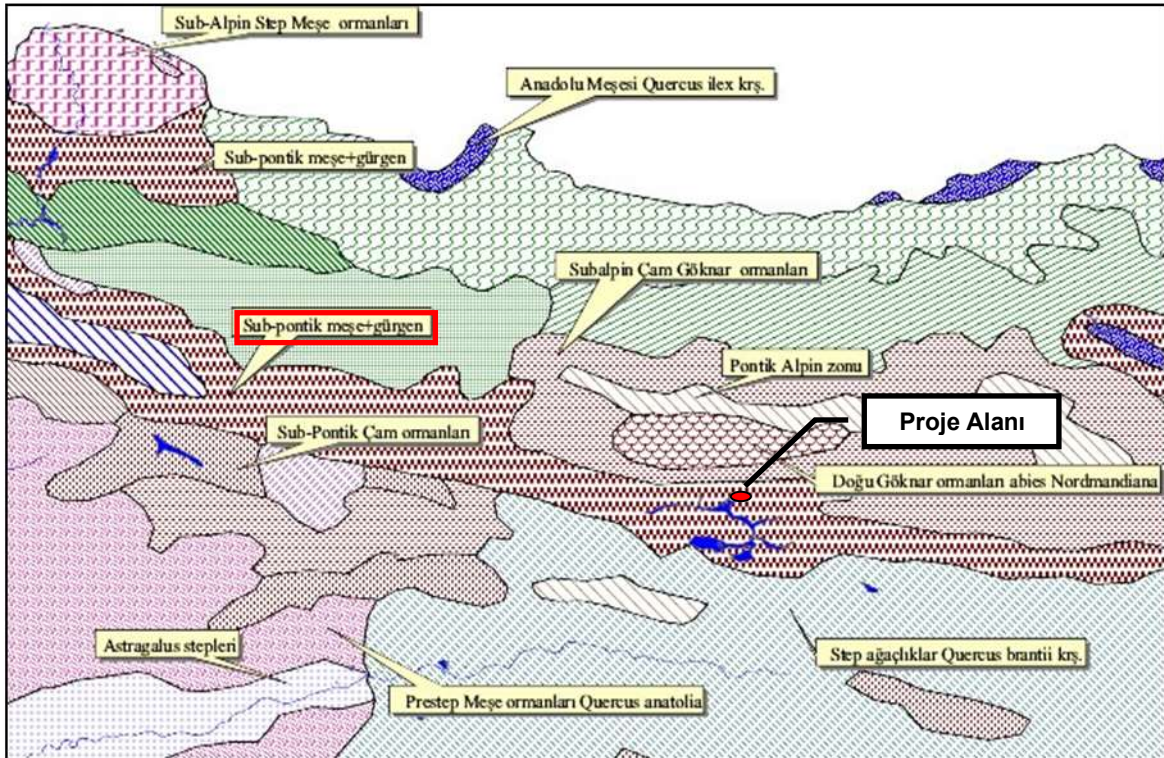 Sub-Alpin Step Meşe ormanları
Anadolu Meşesi Quercus ilex krş.
Sub-pontik meşe+gürgen
Subalpin Çam Göknar ormanları
Sub-pontik meşe+gürgen
Pontik Alpin zonu
Proje Alanı
Sub-Pontik Çam ormanları
Doğu Göknar ormanları abies Nordmandiana
Astragalus stepleri
Step ağaçlıklar Quercus brantii krş.
Prestep Meşe ormanları Quercus anatolia